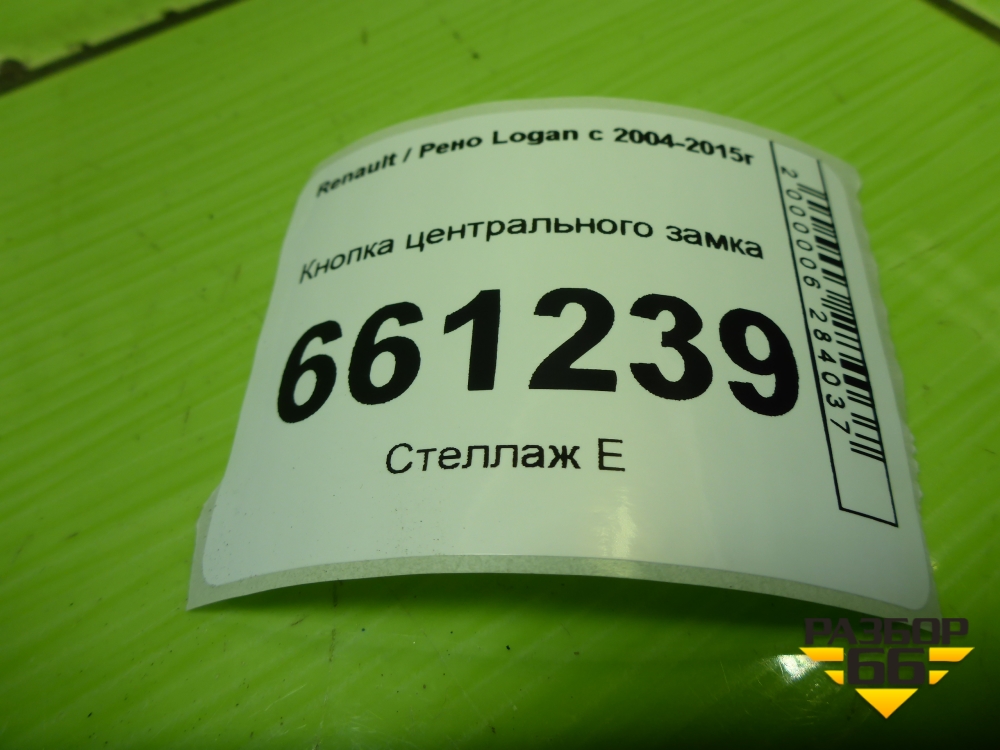 Renault / Рено Logan с 2004-2015г
Кнопка центрального замка
661239
Стеллаж Е
2000006284037
РАЗБОР
66